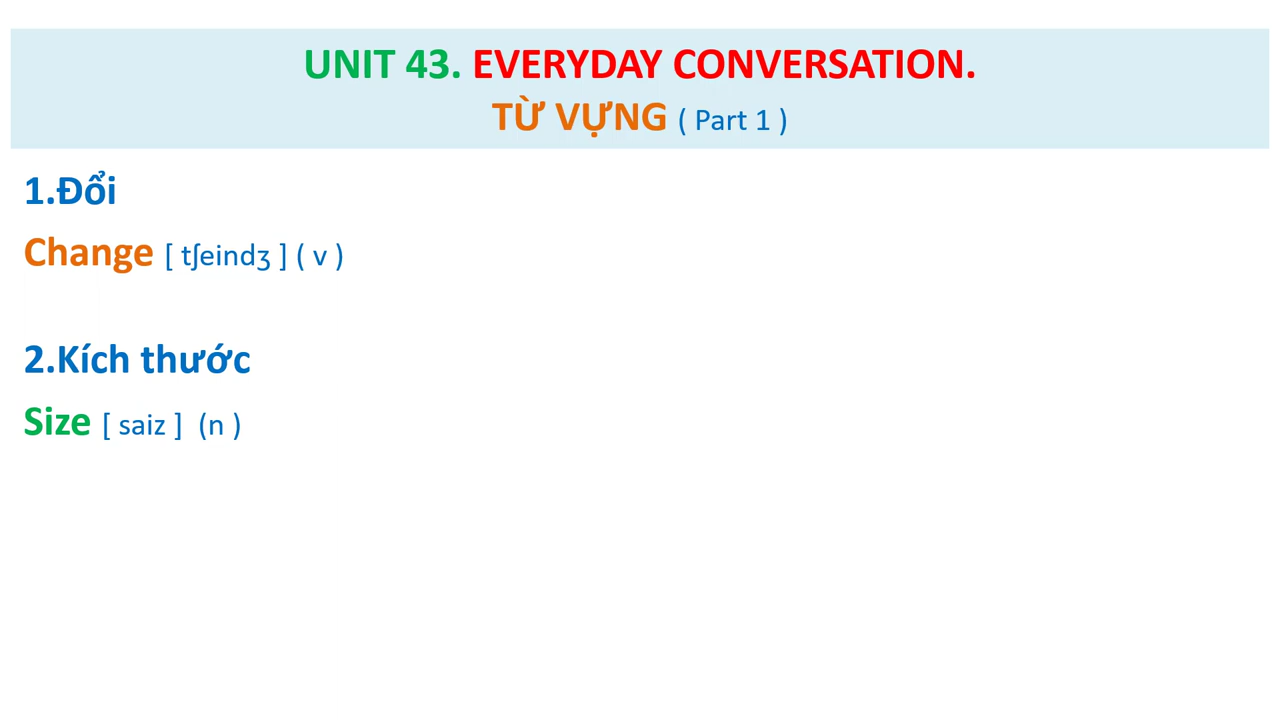 UNIT 43. EVERYDAY CONVERSATION.
TỪ VỰNG ( Part 1 )
1.Đổi
Change [ tʃeindʒ ] ( v )
2.Kích thước
Size [ saiz ]  (n )